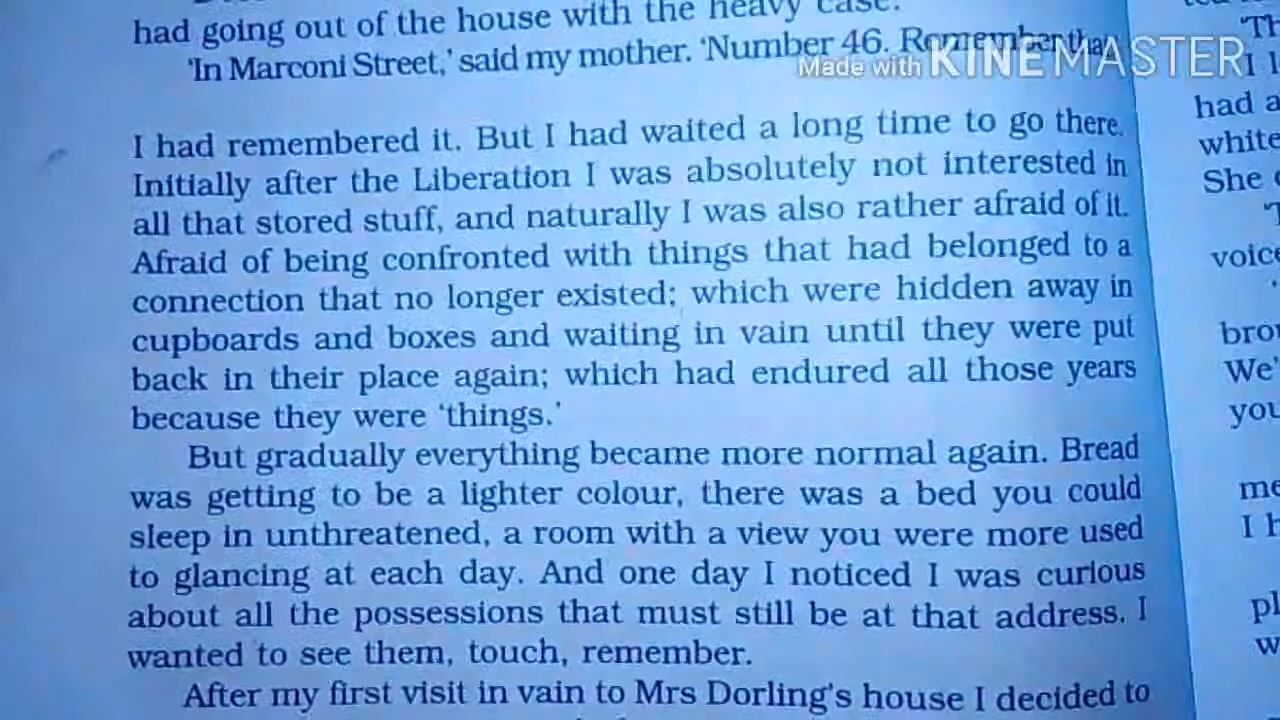 had going out of the house with the heavy case.
'In Marconi Street,' said my mother. 'Number 46. Remember that
Made with KINEMASTER
I had remembered it. But I had waited a long time to go there.
Initially after the Liberation I was absolutely not interested in
all that stored stuff, and naturally I was also rather afraid of it.
Afraid of being confronted with things that had belonged to a
connection that no longer existed; which were hidden away in
cupboards and boxes and waiting in vain until they were put
back in their place again; which had endured all those years
because they were 'things.'
But gradually everything became more normal again. Bread
was getting to be a lighter colour, there was a bed you could
sleep in unthreatened, a room with a view you were more used
to glancing at each day. And one day I noticed I was curious
about all the possessions that must still be at that address. I
wanted to see them, touch, remember.
After my first visit in vain to Mrs Dorling's house I decided to
had a
white
She
We'
I h